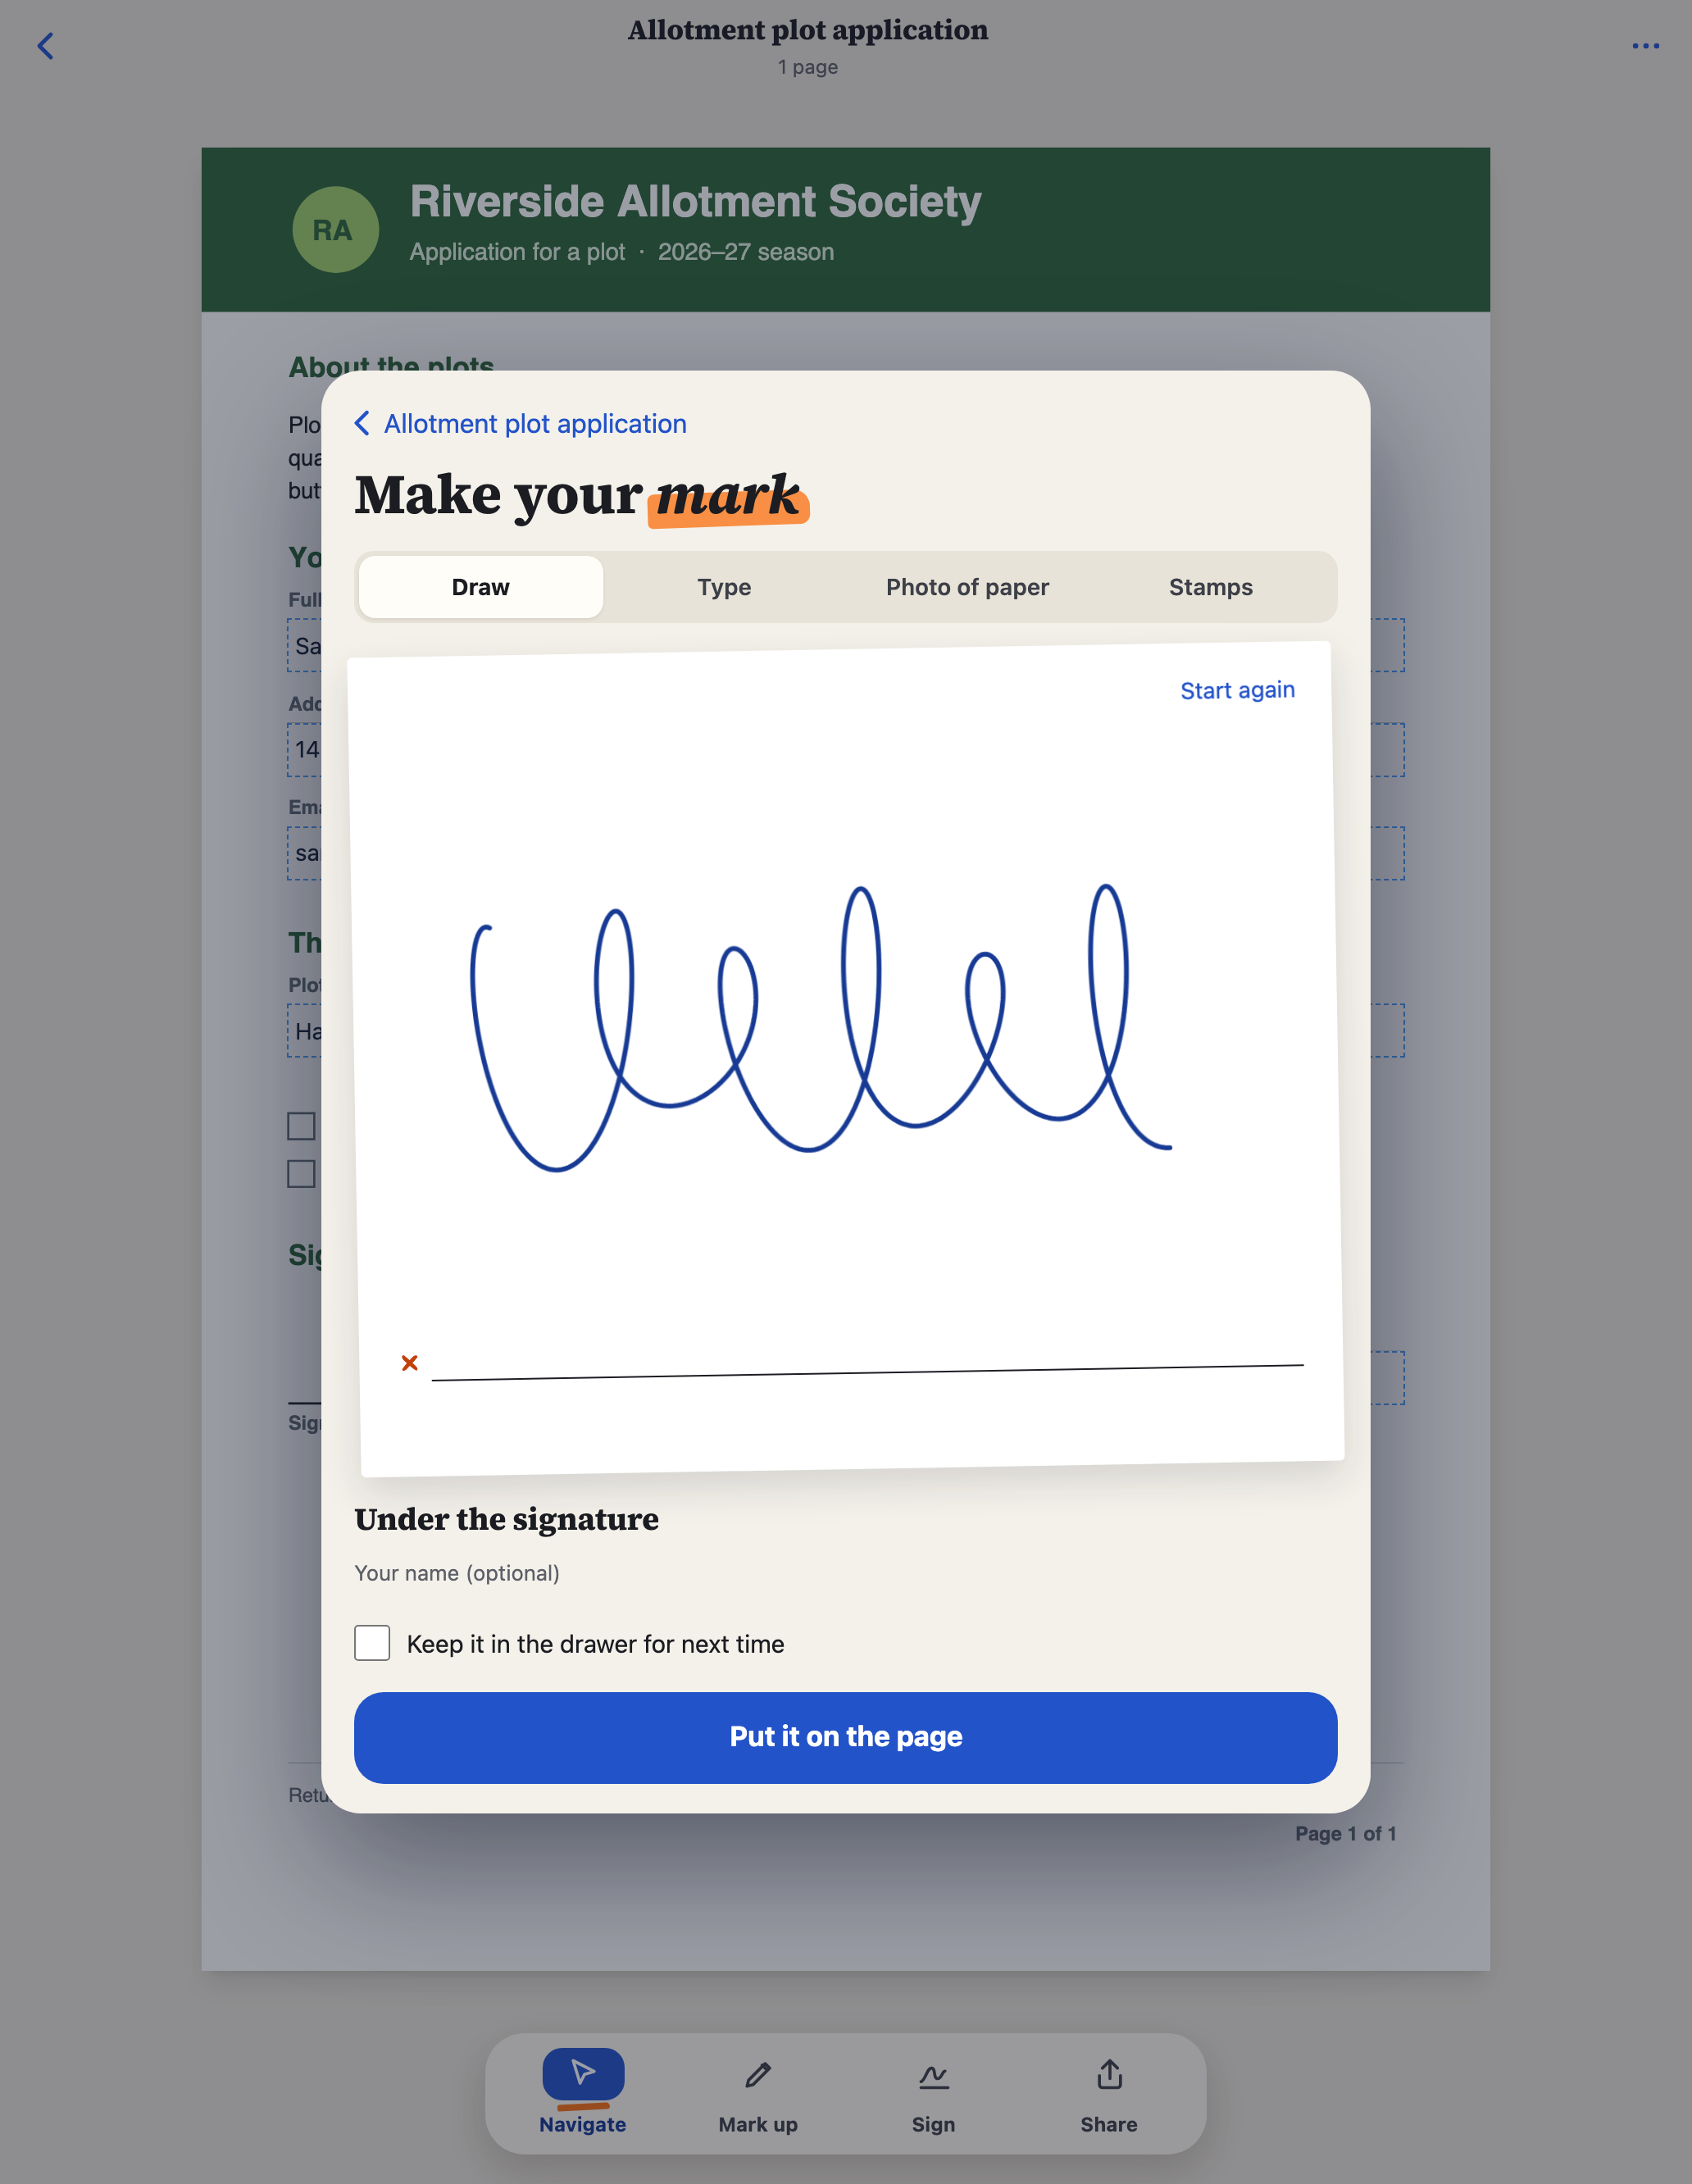 Allotment plot application
1 page
RA
Riverside Allotment Society
Application for a plot · 2026–27 season
About the plots
Allotment plot application
Make your mark
Draw
Type
Photo of paper
Stamps
Start again
Under the signature
Your name (optional)
Keep it in the drawer for next time
Put it on the page
Page 1 of 1
Navigate
Mark up
Sign
Share